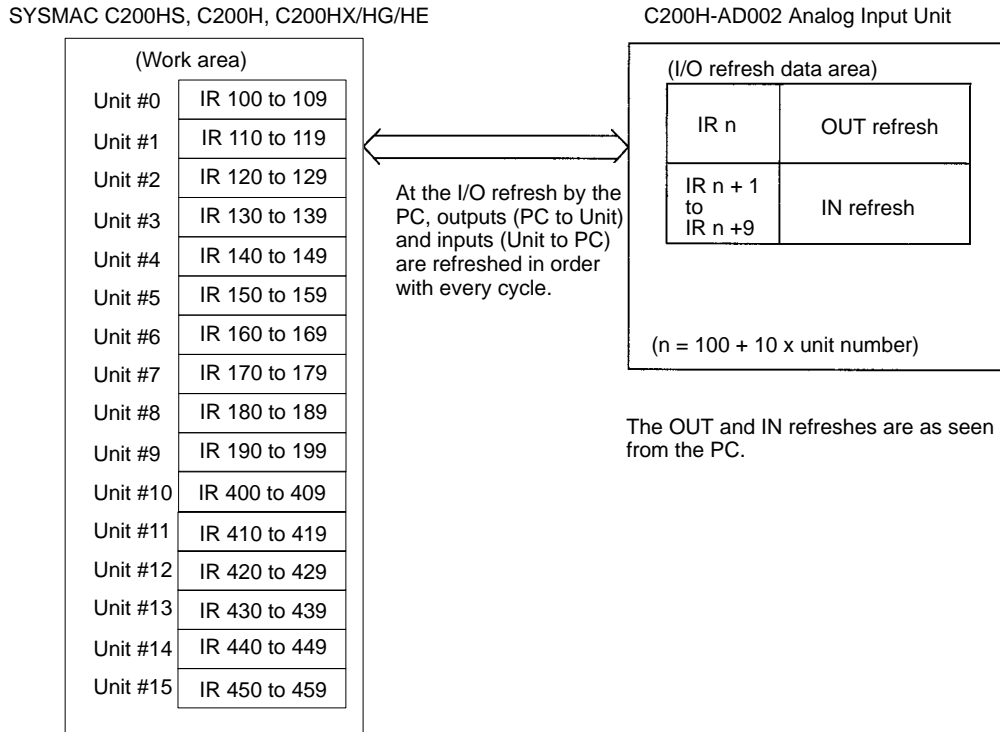 SYSMAC C200HS, C200H, C200HX/HG/HE
(Work area)
Unit #0 IR 100 to 109
Unit #1 IR 110 to 119
Unit #2 IR 120 to 129
Unit #3 IR 130 to 139
Unit #4 IR 140 to 149
Unit #5 IR 150 to 159
Unit #6 IR 160 to 169
Unit #7 IR 170 to 179
Unit #8 IR 180 to 189
Unit #9 IR 190 to 199
Unit #10 IR 400 to 409
Unit #11 IR 410 to 419
Unit #12 IR 420 to 429
Unit #13 IR 430 to 439
Unit #14 IR 440 to 449
Unit #15 IR 450 to 459
At the I/O refresh by the
PC, outputs (PC to Unit)
and inputs (Unit to PC)
are refreshed in order
with every cycle.
C200H-AD002 Analog Input Unit
(I/O refresh data area)
IR n OUT refresh
IR n + 1
to
IR n +9
IN refresh
(n = 100 + 10 x unit number)
The OUT and IN refreshes are as seen
from the PC.